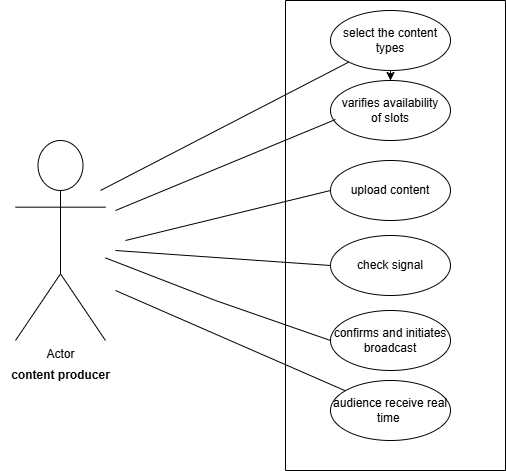 select the content
types
varifies availability
of slots
upload content
check signal
confirms and initiates
broadcast
audience receive real
time
Actor
content producer